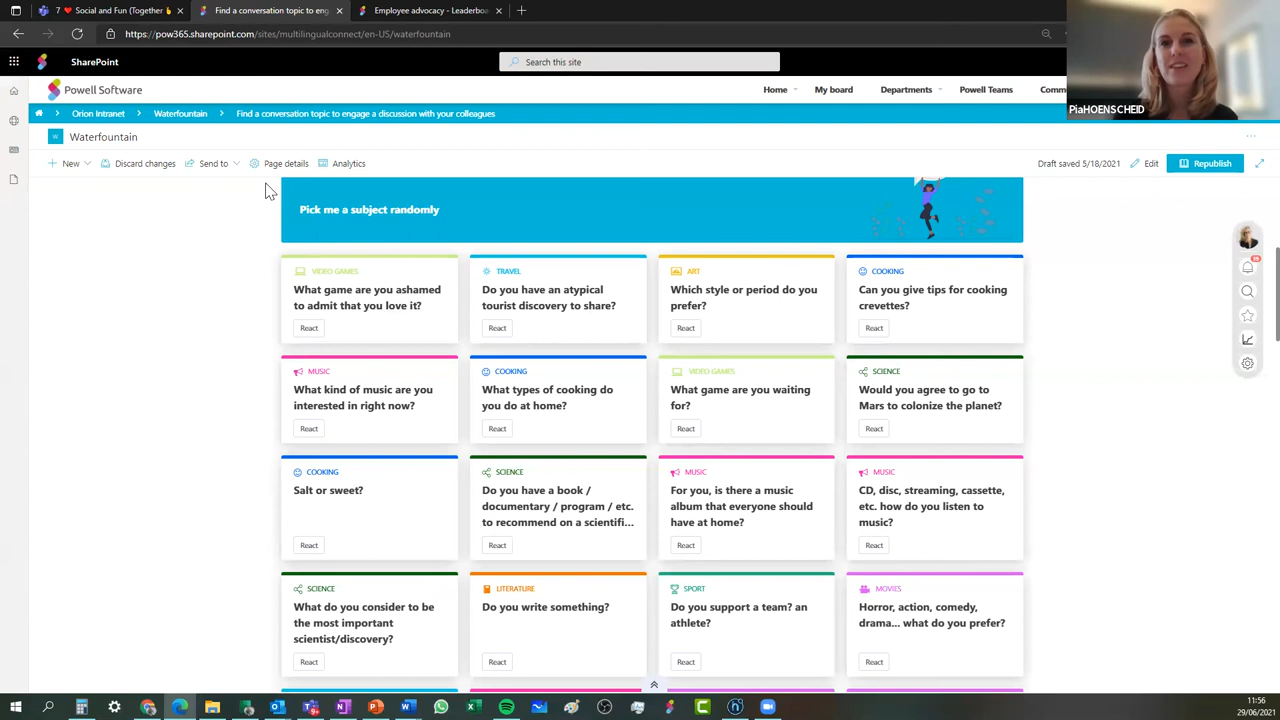 7 ❤ Social and Fun (Together
Find a conversation topic to eng
Employee advocacy - Leaderboa
https://pow365.sharepoint.com/sites/multilingualconnect/en-US/waterfountain
SharePoint
Search this site
Powell Software
Home
My board
Departments
Powell Teams
Comm
PiaHOENSCHEID
Orion Intranet
Waterfountain
Find a conversation topic to engage a discussion with your colleagues
W
Waterfountain
New
Discard changes
Send to
Page details
Analytics
Draft saved 5/18/2021
Edit
Republish
Pick me a subject randomly
VIDEO GAMES
What game are you ashamed
to admit that you love it?
React
TRAVEL
Do you have an atypical
tourist discovery to share?
React
ART
Which style or period do you
prefer?
React
COOKING
Can you give tips for cooking
crevettes?
React
MUSIC
What kind of music are you
interested in right now?
React
COOKING
What types of cooking do
you do at home?
React
VIDEO GAMES
What game are you waiting
for?
React
SCIENCE
Would you agree to go to
Mars to colonize the planet?
React
COOKING
Salt or sweet?
React
SCIENCE
Do you have a book /
documentary / program / etc.
to recommend on a scientifi...
React
MUSIC
For you, is there a music
album that everyone should
have at home?
React
MUSIC
CD, disc, streaming, cassette,
etc. how do you listen to
music?
React
SCIENCE
What do you consider to be
the most important
scientist/discovery?
React
LITERATURE
Do you write something?
React
SPORT
Do you support a team? an
athlete?
React
MOVIES
Horror, action, comedy,
drama... what do you prefer?
React
11:56
29/06/2021